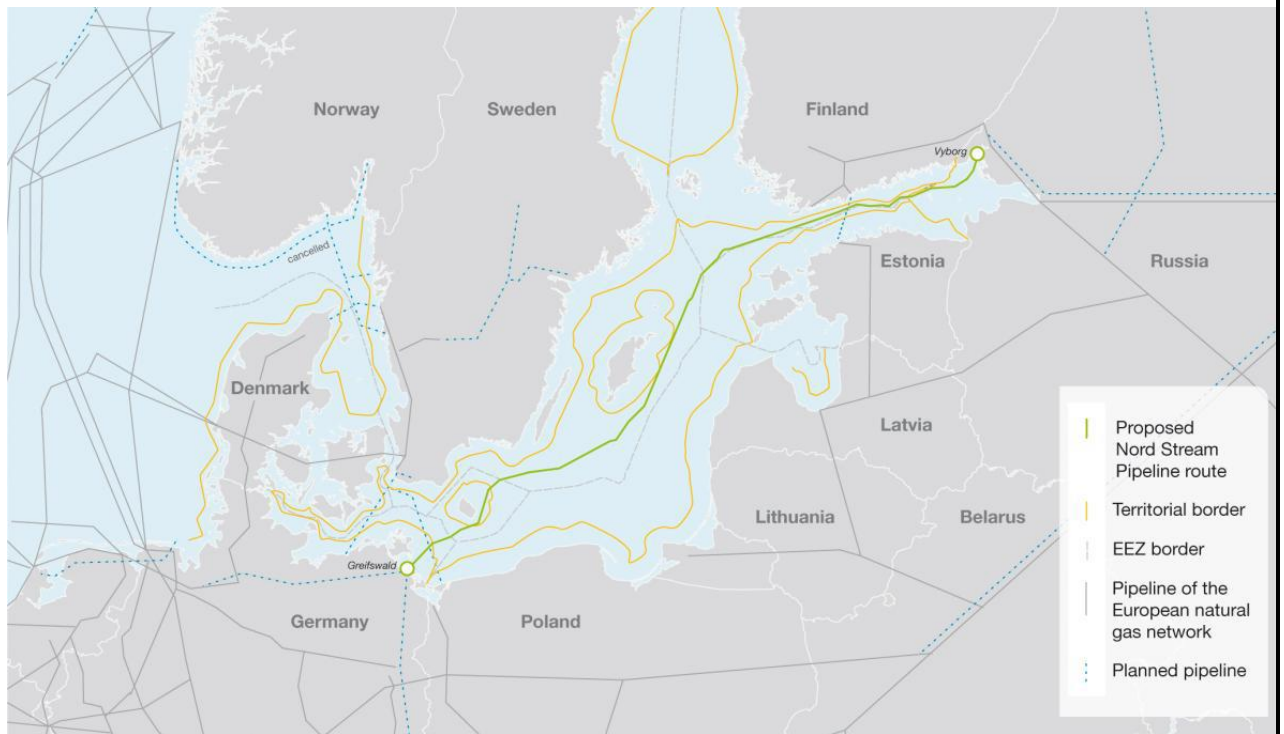 Norway
Sweden
Finland
Vyborg
cancelled
Estonia
Russia
Denmark
Latvia
Lithuania
Belarus
Greifswald
Germany
Poland
Proposed
Nord Stream
Pipeline route
Territorial border
EEZ border
Pipeline of the
European natural
gas network
Planned pipeline